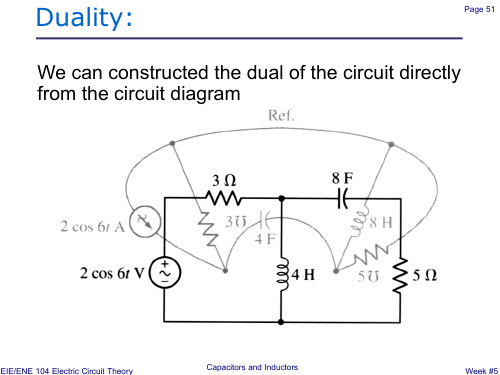 Page 51
Duality:
We can constructed the dual of the circuit directly
from the circuit diagram
Ref.
3 Ω
8 F
2 cos 6t A
3 ℧
4 F
8 H
2 cos 6t V
+
−
4 H
5 ℧
5 Ω
EIE/ENE 104 Electric Circuit Theory
Capacitors and Inductors
Week #5